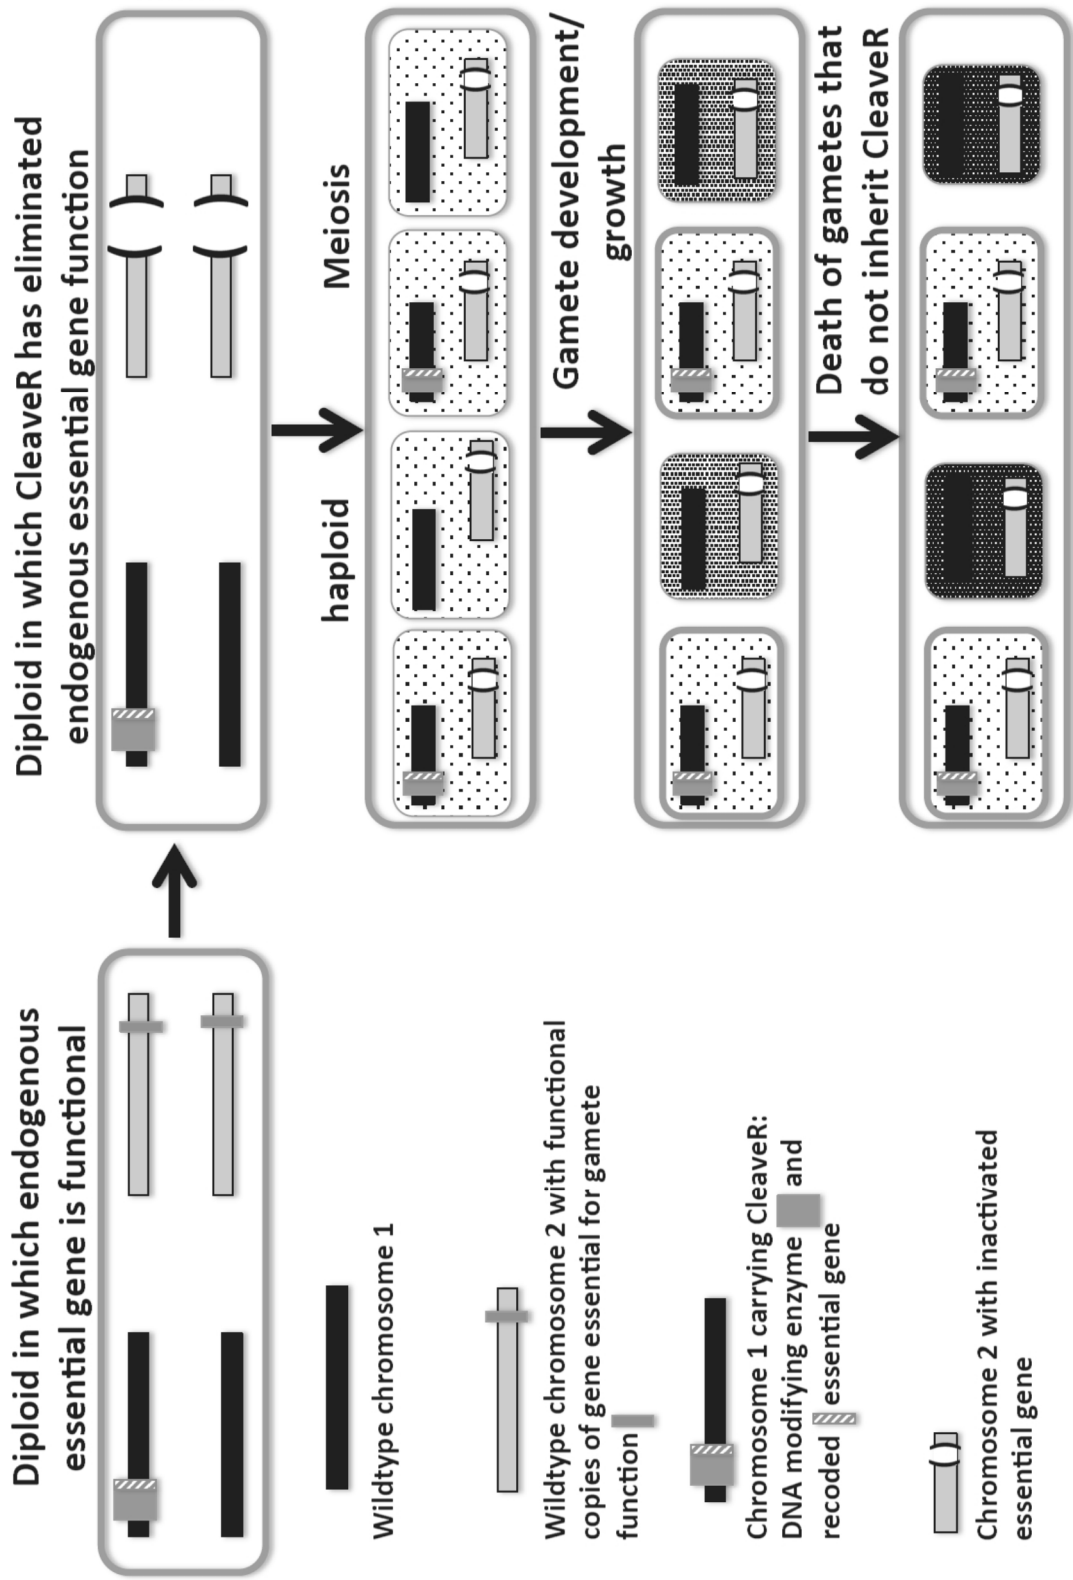 Diploid in which endogenous
essential gene is functional
Diploid in which CleaveR has eliminated
endogenous essential gene function
haploid
Meiosis
Gamete development/
growth
Death of gametes that
do not inherit CleaveR
Wildtype chromosome 1
Wildtype chromosome 2 with functional
copies of gene essential for gamete
function
Chromosome 1 carrying CleaveR:
DNA modifying enzyme and
recoded essential gene
Chromosome 2 with inactivated
essential gene